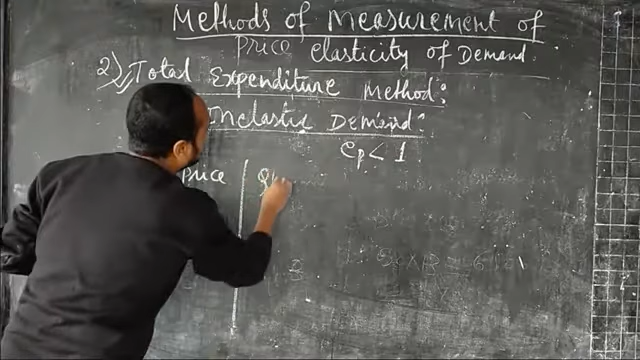 Methods of Measurement of
Price elasticity of Demand.
2) Total Expenditure Method:
Inelastic Demand:
ep < 1
Price